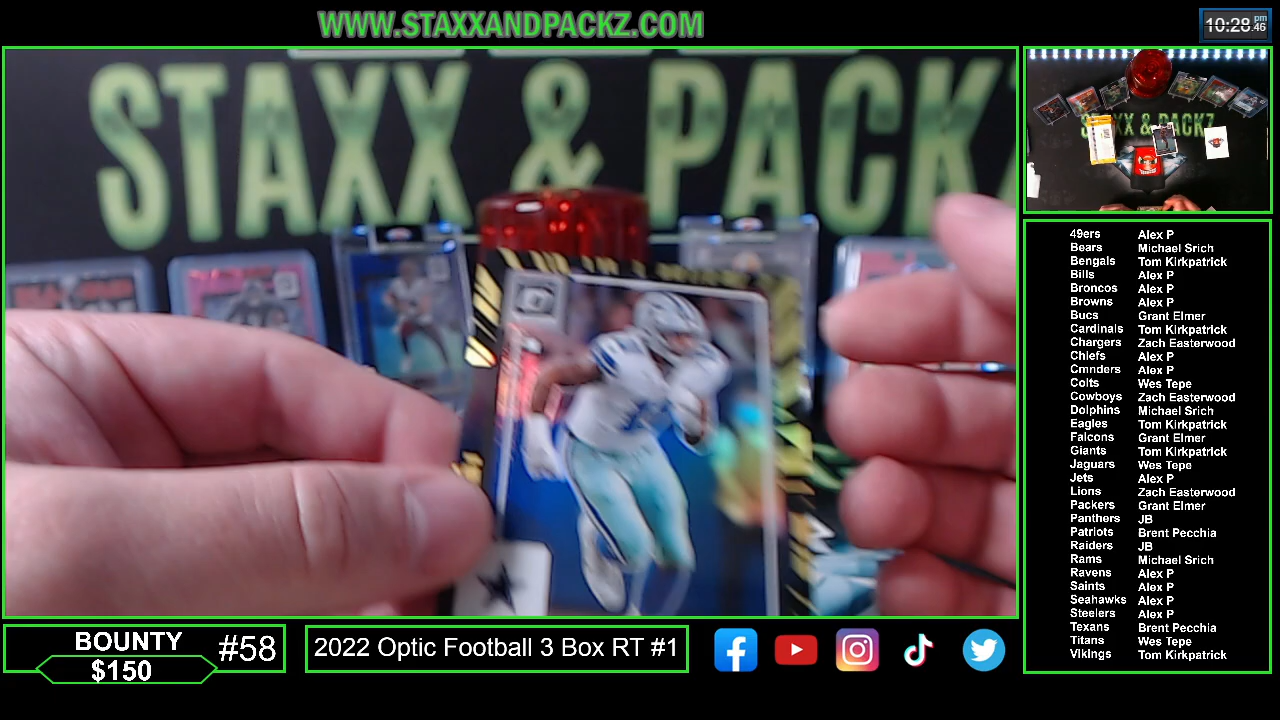 WWW.STAXXANDPACKZ.COM
10:28 pm
.46
STAXX & PACKZ
XX & PACKZ
49ers Alex P
Bears Michael Srich
Bengals Tom Kirkpatrick
Bills Alex P
Broncos Alex P
Browns Alex P
Bucs Grant Elmer
Cardinals Tom Kirkpatrick
Chargers Zach Easterwood
Chiefs Alex P
Cmnders Alex P
Colts Wes Tepe
Cowboys Zach Easterwood
Dolphins Michael Srich
Eagles Tom Kirkpatrick
Falcons Grant Elmer
Giants Tom Kirkpatrick
Jaguars Wes Tepe
Jets Alex P
Lions Zach Easterwood
Packers Grant Elmer
Panthers JB
Patriots Brent Pecchia
Raiders JB
Rams Michael Srich
Ravens Alex P
Saints Alex P
Seahawks Alex P
Steelers Alex P
Texans Brent Pecchia
Titans Wes Tepe
Vikings Tom Kirkpatrick
BOUNTY
$150
#58
2022 Optic Football 3 Box RT #1